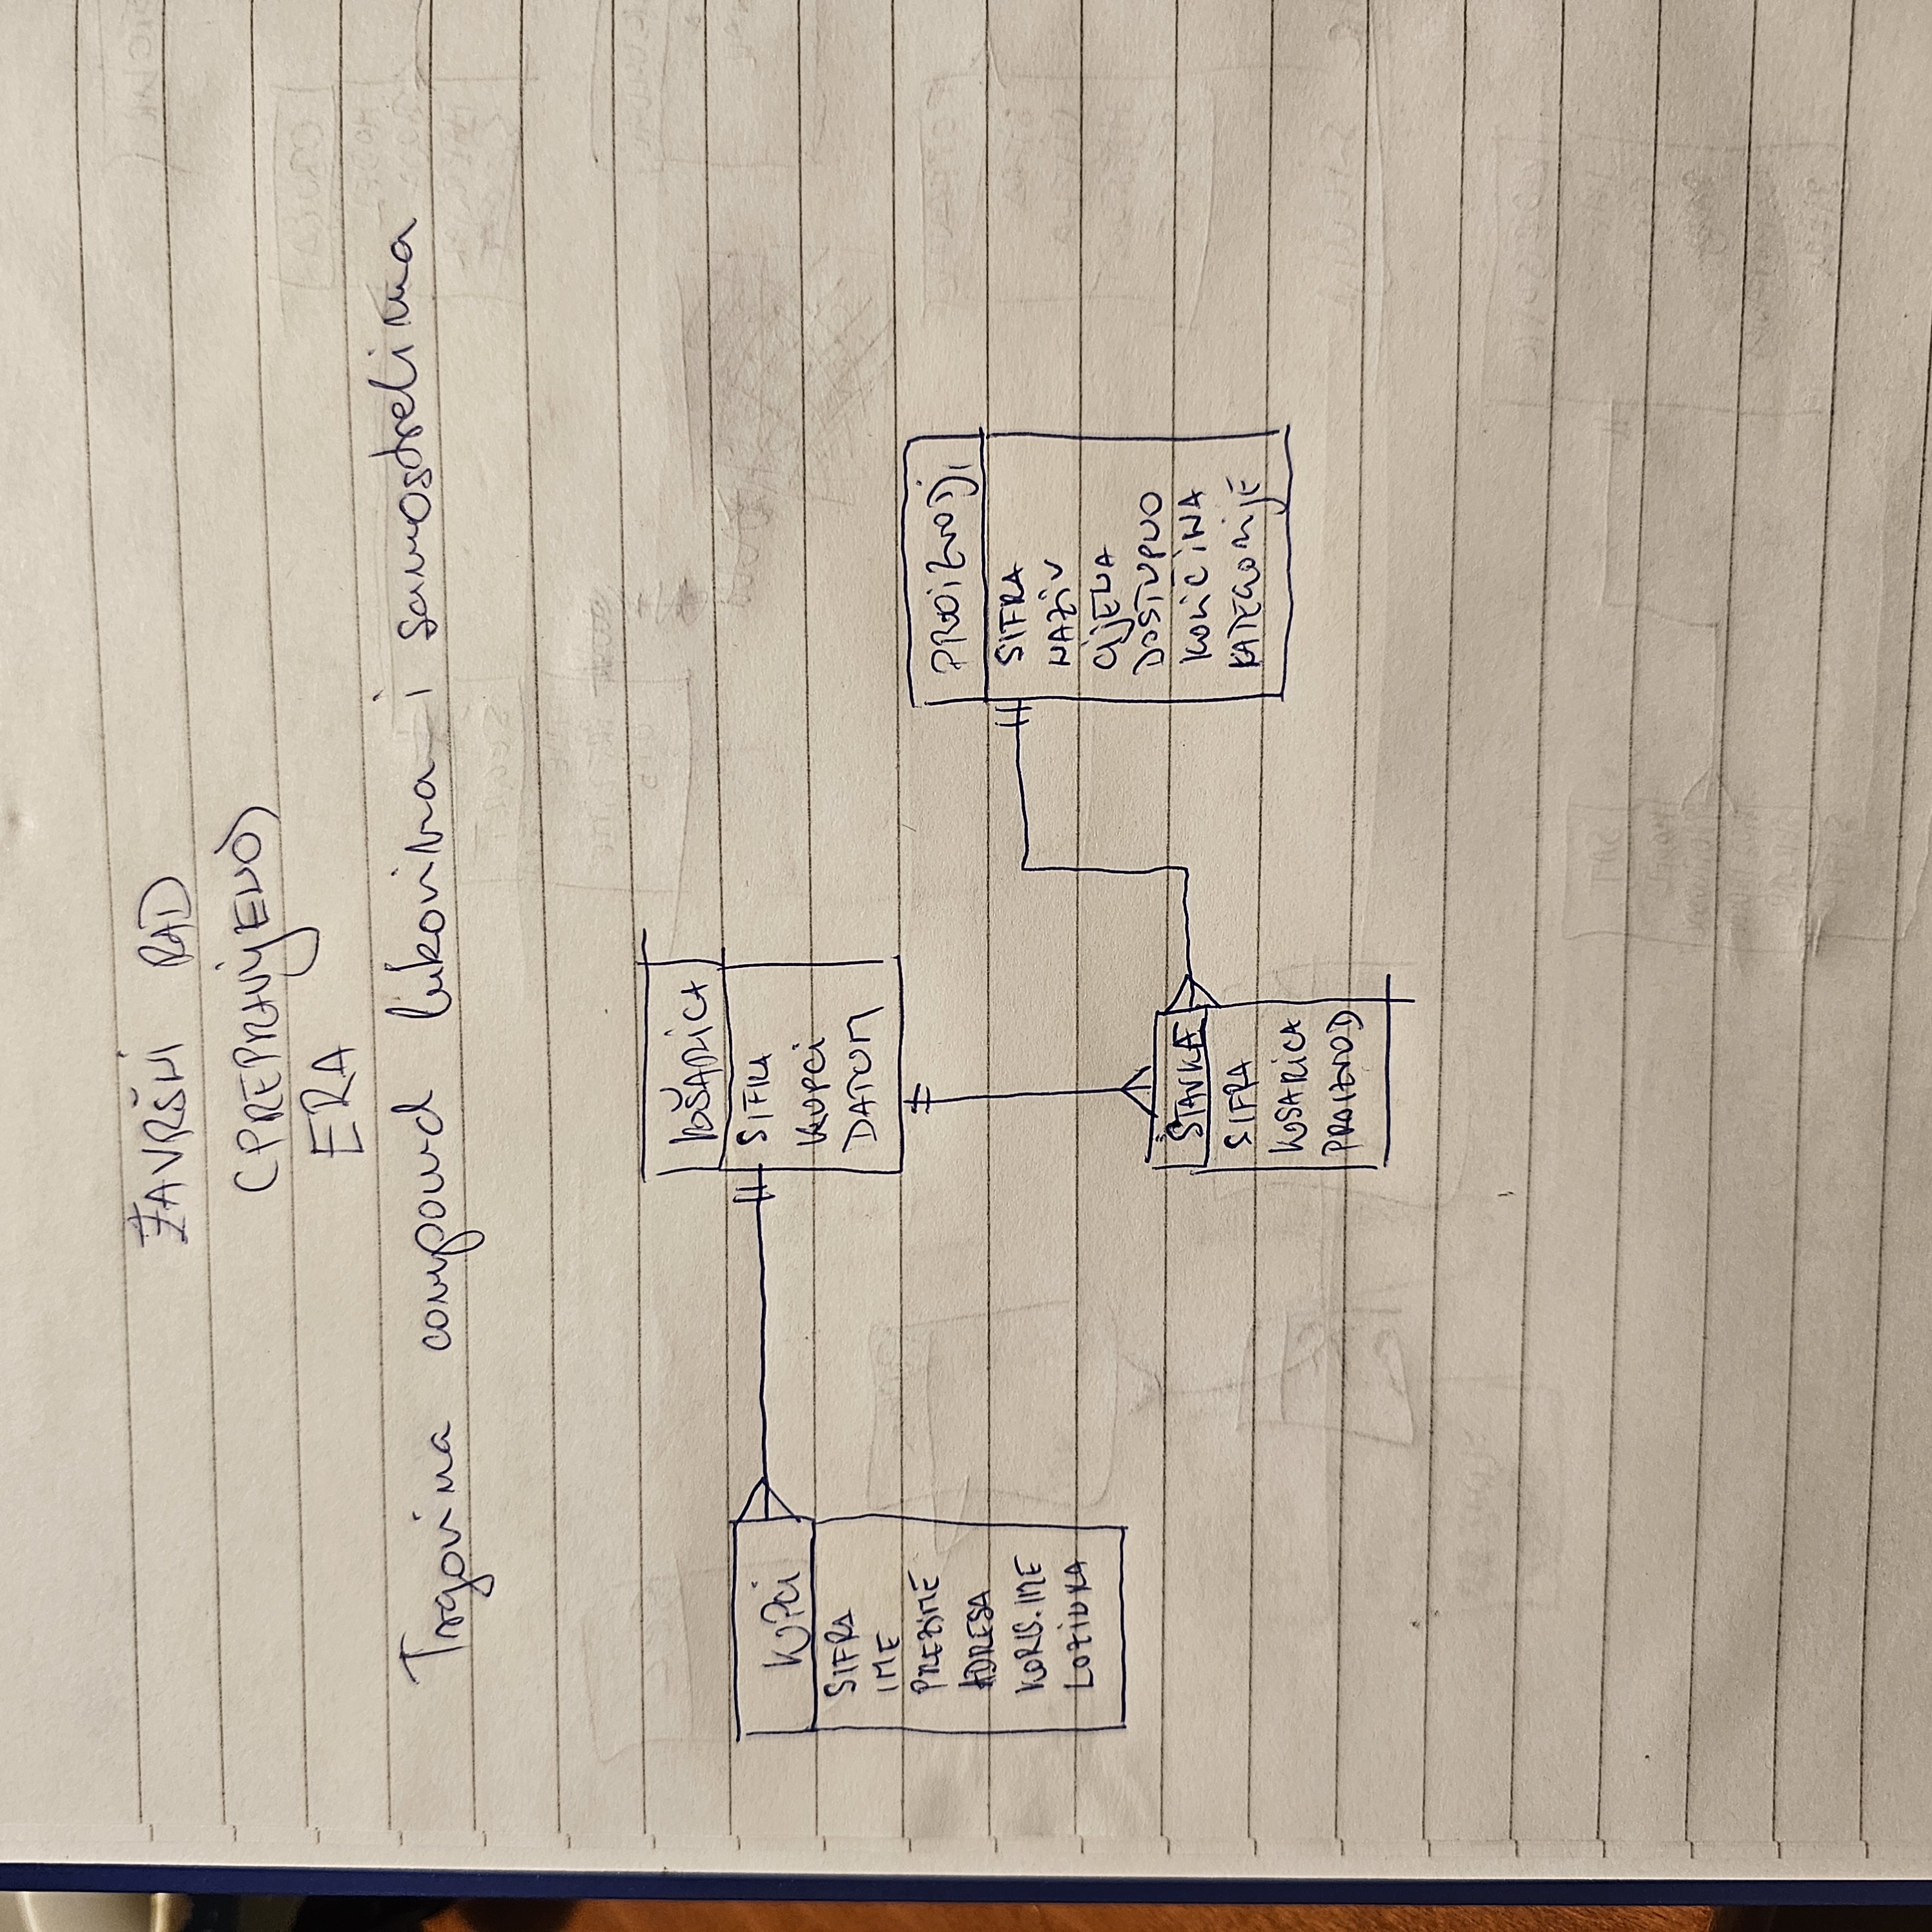 ZAVRŠNI RAD
(PREPRAVLJENO)
ERA
Trgovina compound lukovima i samostrelima
KUPCI
SIFRA
IME
PREZIME
ADRESA
KORIS.IME
LOZINKA
KOŠARICA
SIFRA
KUPCI
DATUM
STAVKE
SIFRA
KOSARICA
PROIZVOD
PROIZVODI
SIFRA
NAZIV
CIJENA
DOSTUPNO
KOLIČINA
KATEGORIJE